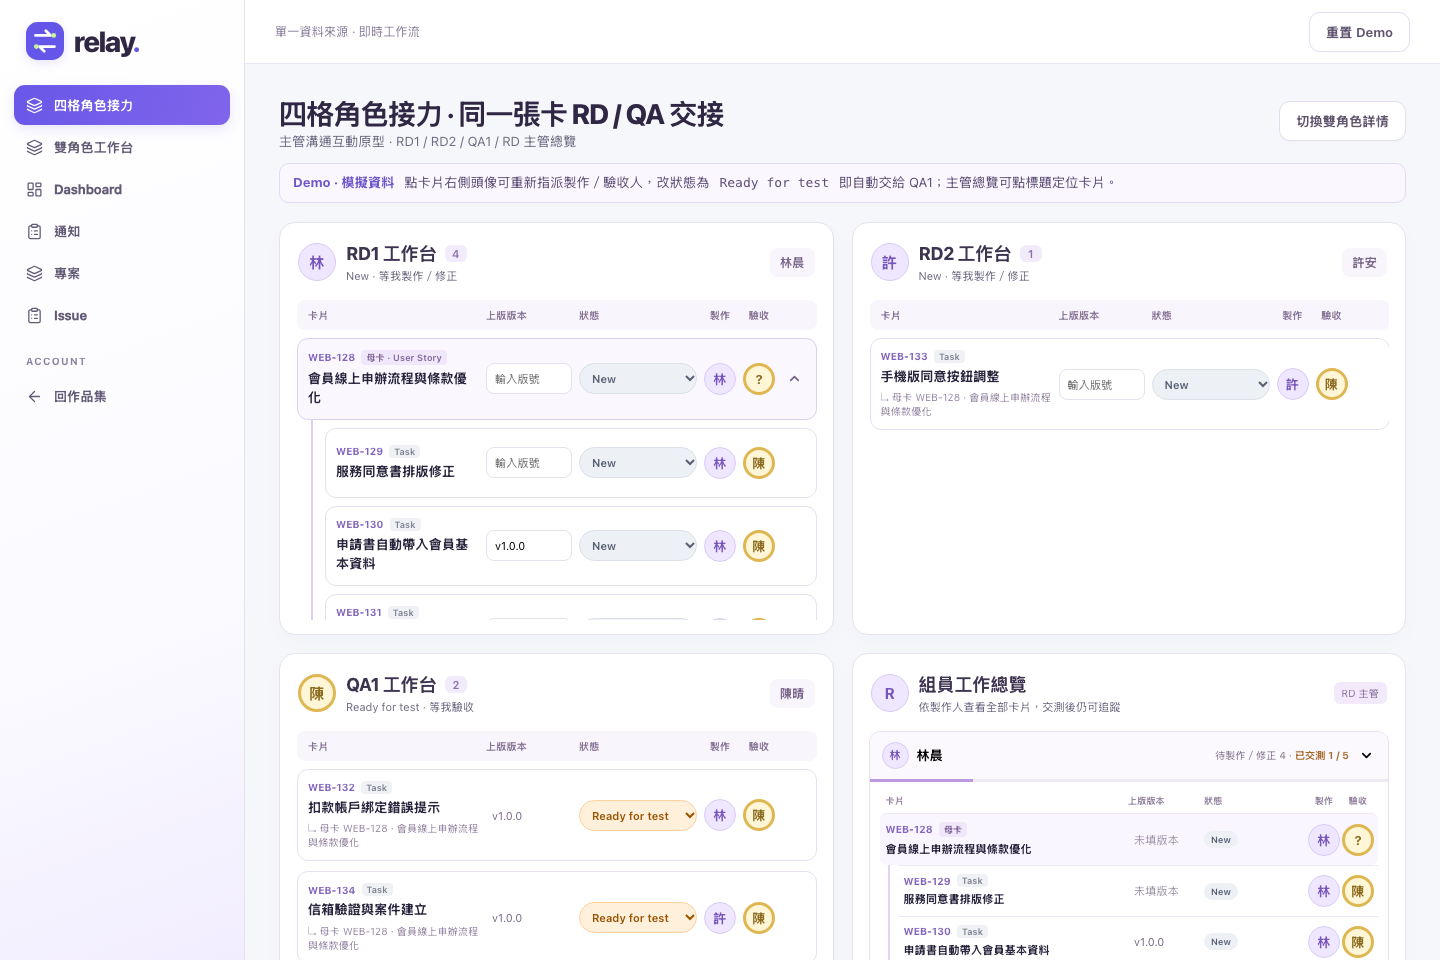 relay.
四格角色接力
雙角色工作台
Dashboard
通知
專案
Issue
ACCOUNT
回作品集
單一資料來源 · 即時工作流
重置 Demo
四格角色接力 · 同一張卡 RD / QA 交接
主管溝通互動原型 · RD1 / RD2 / QA1 / RD 主管總覽
切換雙角色詳情
Demo · 模擬資料 點卡片右側頭像可重新指派製作 / 驗收人，改狀態為 Ready for test 即自動交給 QA1；主管總覽可點標題定位卡片。
林
RD1 工作台 4
New · 等我製作 / 修正
林晨
卡片 上版版本 狀態 製作 驗收
WEB-128 母卡 · User Story
會員線上申辦流程與條款優
化
輸入版號 New 林 ?
WEB-129 Task
服務同意書排版修正
輸入版號 New 林 陳
WEB-130 Task
申請書自動帶入會員基
本資料
v1.0.0 New 林 陳
WEB-131 Task
許
RD2 工作台 1
New · 等我製作 / 修正
許安
卡片 上版版本 狀態 製作 驗收
WEB-133 Task
手機版同意按鈕調整
母卡 WEB-128 · 會員線上申辦流程
與條款優化
輸入版號 New 許 陳
陳
QA1 工作台 2
Ready for test · 等我驗收
陳晴
卡片 上版版本 狀態 製作 驗收
WEB-132 Task
扣款帳戶綁定錯誤提示
母卡 WEB-128 · 會員線上申辦流程
與條款優化
v1.0.0 Ready for test 林 陳
WEB-134 Task
信箱驗證與案件建立
母卡 WEB-128 · 會員線上申辦流程
與條款優化
v1.0.0 Ready for test 許 陳
R
組員工作總覽
依製作人查看全部卡片，交測後仍可追蹤
RD 主管
林 林晨 待製作 / 修正 4 · 已交測 1 / 5
卡片 上版版本 狀態 製作 驗收
WEB-128 母卡
會員線上申辦流程與條款優化
未填版本 New 林 ?
WEB-129 Task
服務同意書排版修正
未填版本 New 林 陳
WEB-130 Task
申請書自動帶入會員基本資料
v1.0.0 New 林 陳